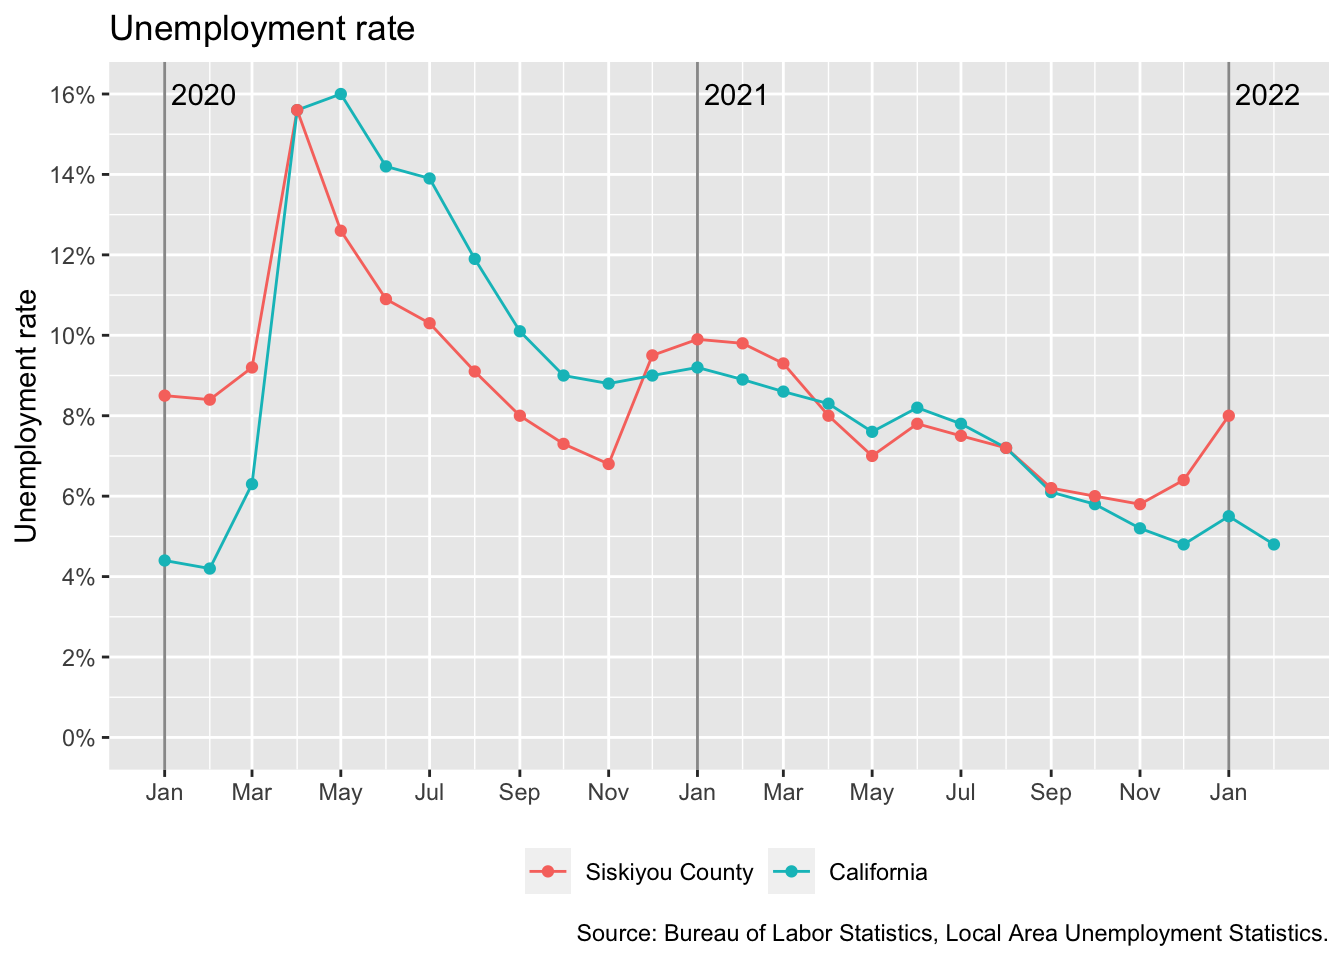 Unemployment rate
2020 2021 2022
16%
14%
12%
10%
8%
6%
4%
2%
0%
Unemployment rate
Jan Mar May Jul Sep Nov Jan Mar May Jul Sep Nov Jan
Siskiyou County California
Source: Bureau of Labor Statistics, Local Area Unemployment Statistics.